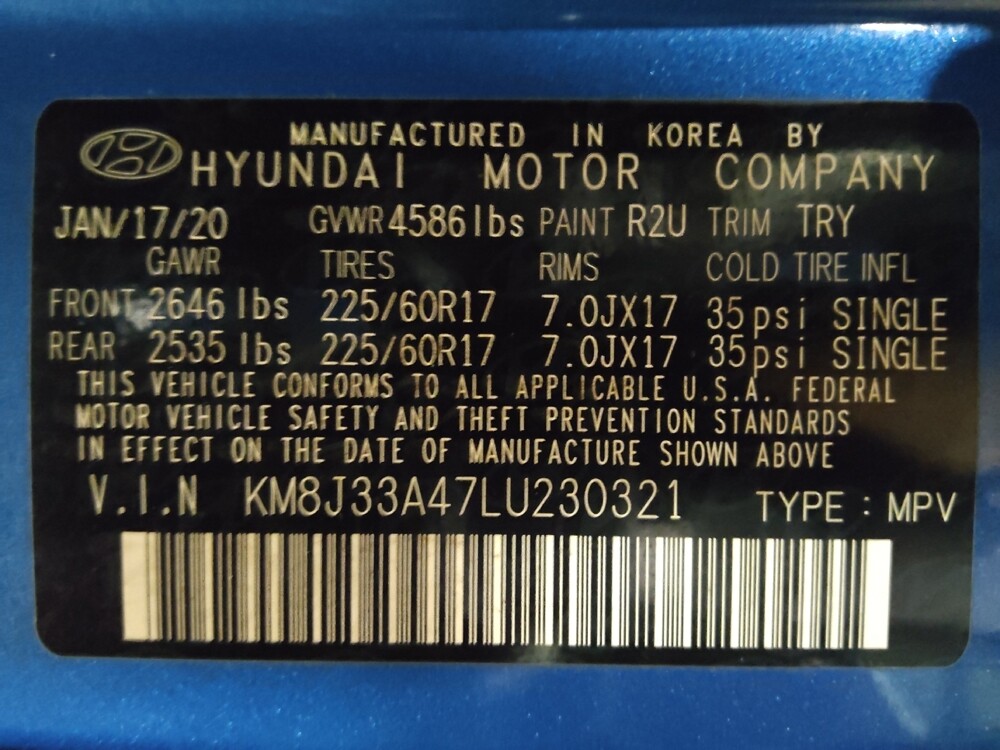 MANUFACTURED IN KOREA BY
HYUNDAI MOTOR COMPANY
JAN/17/20 GVWR 4586 lbs PAINT R2U TRIM TRY
GAWR TIRES RIMS COLD TIRE INFL
FRONT 2646 lbs 225/60R17 7.0JX17 35psi SINGLE
REAR 2535 lbs 225/60R17 7.0JX17 35psi SINGLE
THIS VEHICLE CONFORMS TO ALL APPLICABLE U.S.A. FEDERAL
MOTOR VEHICLE SAFETY AND THEFT PREVENTION STANDARDS
IN EFFECT ON THE DATE OF MANUFACTURE SHOWN ABOVE
V.I.N KM8J33A47LU230321 TYPE : MPV